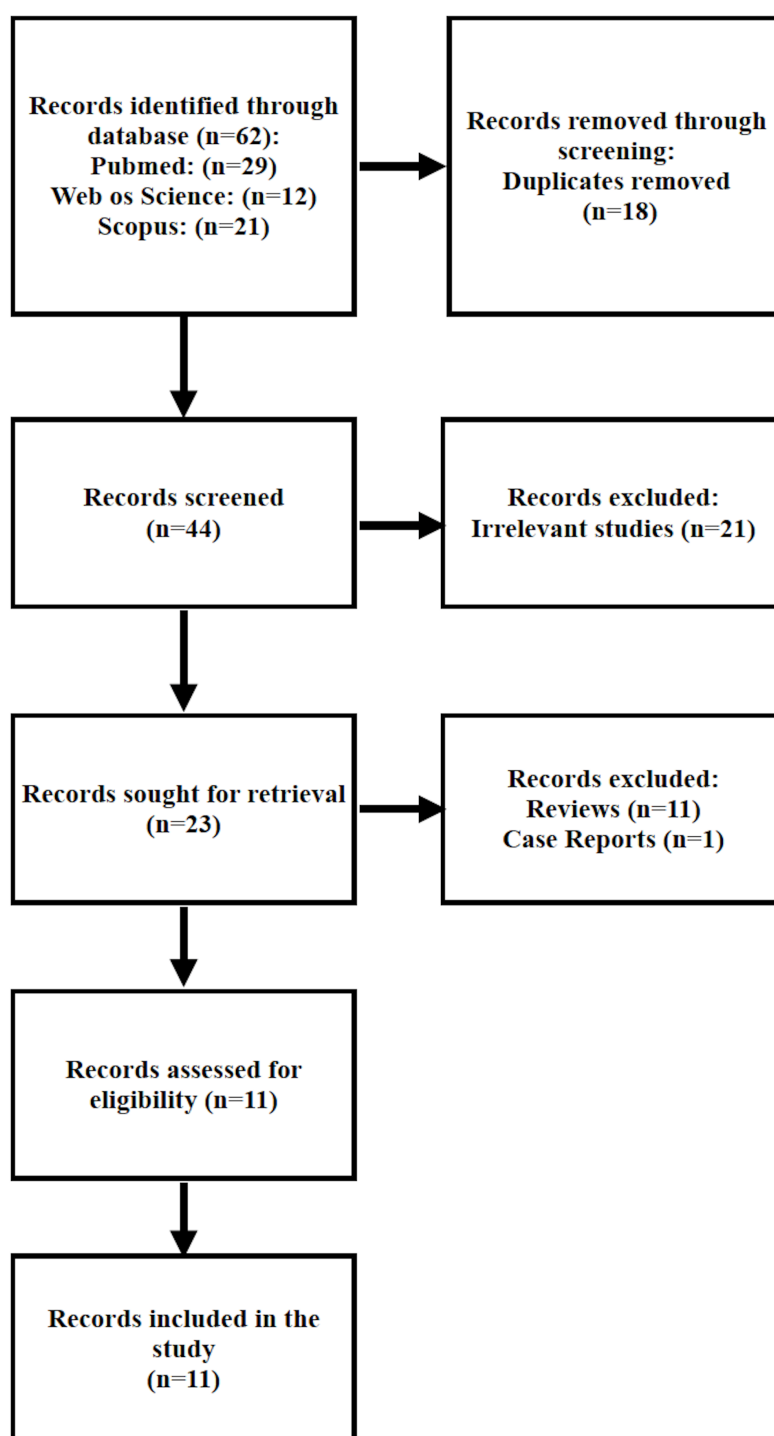 Records identified through
database (n=62):
Pubmed: (n=29)
Web os Science: (n=12)
Scopus: (n=21)
Records removed through
screening:
Duplicates removed
(n=18)
Records screened
(n=44)
Records excluded:
Irrelevant studies (n=21)
Records sought for retrieval
(n=23)
Records excluded:
Reviews (n=11)
Case Reports (n=1)
Records assessed for
eligibility (n=11)
Records included in the
study
(n=11)